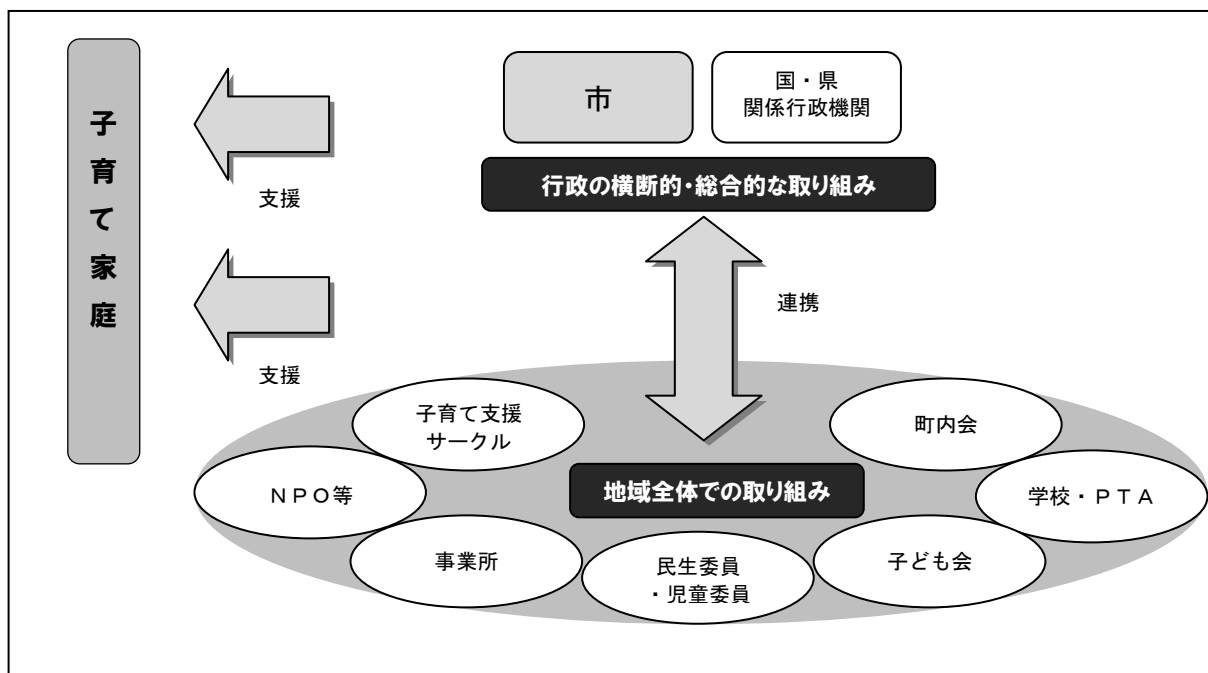 子育て家庭
市
国・県
関係行政機関
行政の横断的・総合的な取り組み
支援
連携
支援
子育て支援
サークル
町内会
NPO等
地域全体での取り組み
学校・PTA
事業所
民生委員
・児童委員
子ども会